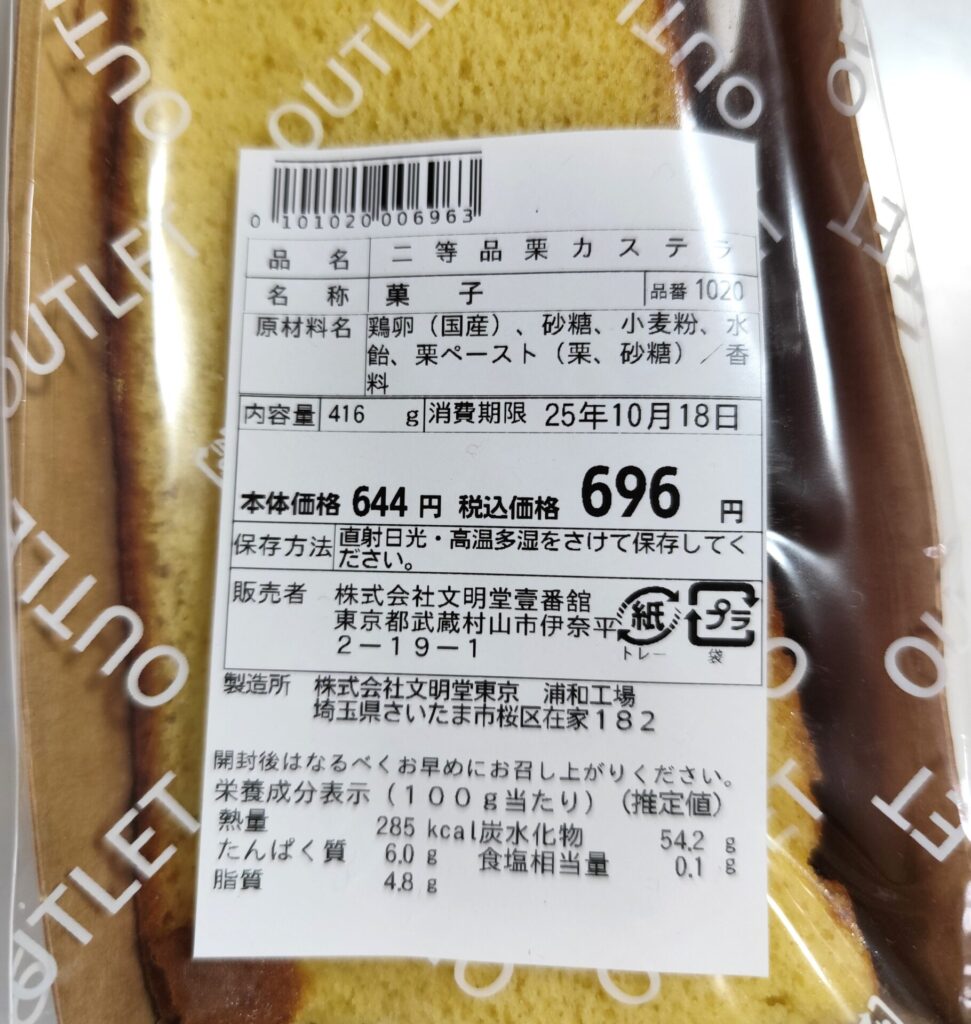 OUTLET
0 101020 006963
品名 二等品栗カステラ
名称 菓子 品番 1020
原材料名 鶏卵（国産）、砂糖、小麦粉、水
飴、栗ペースト（栗、砂糖）／香
料
内容量 416 g 消費期限 25年10月18日
本体価格 644 円 税込価格 696 円
保存方法 直射日光・高温多湿をさけて保存してく
ださい。
販売者 株式会社文明堂壹番舘
東京都武蔵村山市伊奈平
２－１９－１
紙 プラ
トレー 袋
製造所 株式会社文明堂東京 浦和工場
埼玉県さいたま市桜区在家１８２
開封後はなるべくお早めにお召し上がりください。
栄養成分表示（１００ｇ当たり）（推定値）
熱量 285 kcal 炭水化物 54.2 g
たんぱく質 6.0 g 食塩相当量 0.1 g
脂質 4.8 g
OUTLET
OUTLET
OUTLET
OUTLET